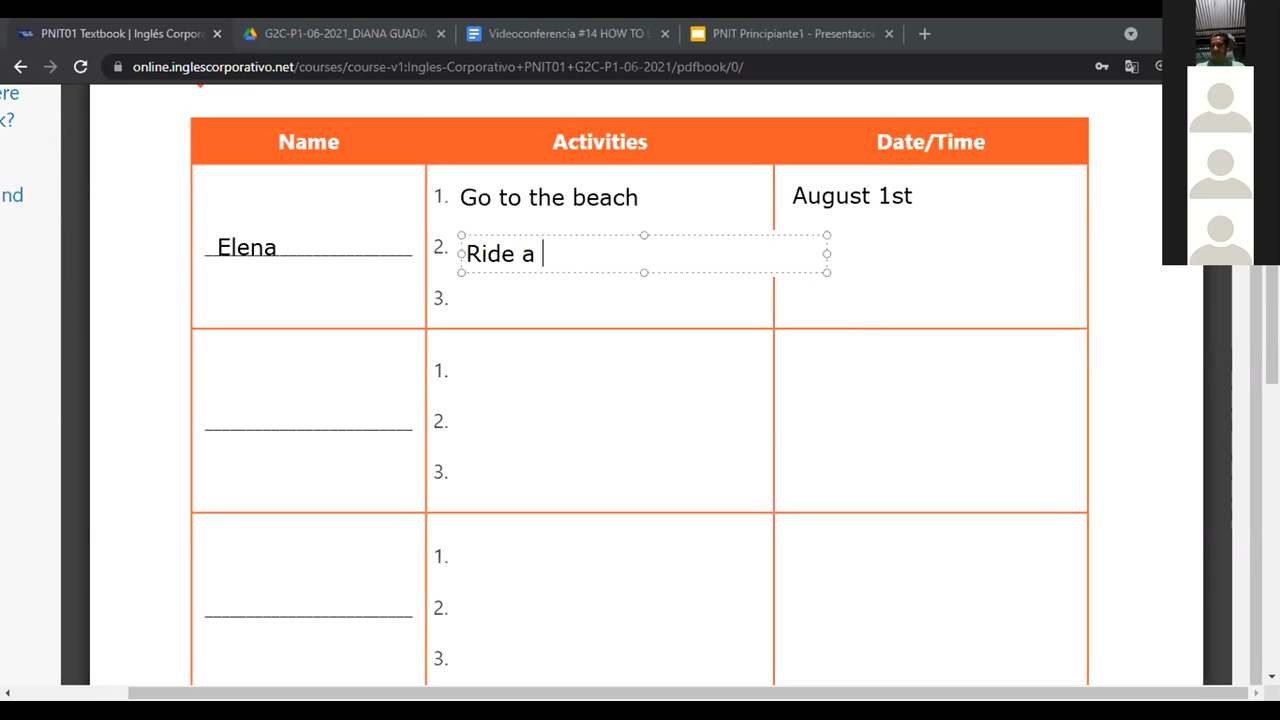 PNIT01 Textbook | Inglés Corpor
G2C-P1-06-2021_DIANA GUADA
Videoconferencia #14 HOW TO L
PNIT Principiante1 - Presentacio
online.inglescorporativo.net/courses/course-v1:Ingles-Corporativo+PNIT01+G2C-P1-06-2021/pdfbook/0/
ere
k?
nd
Name Activities Date/Time
1. Go to the beach August 1st
Elena 2. Ride a
3.
1.
2.
3.
1.
2.
3.